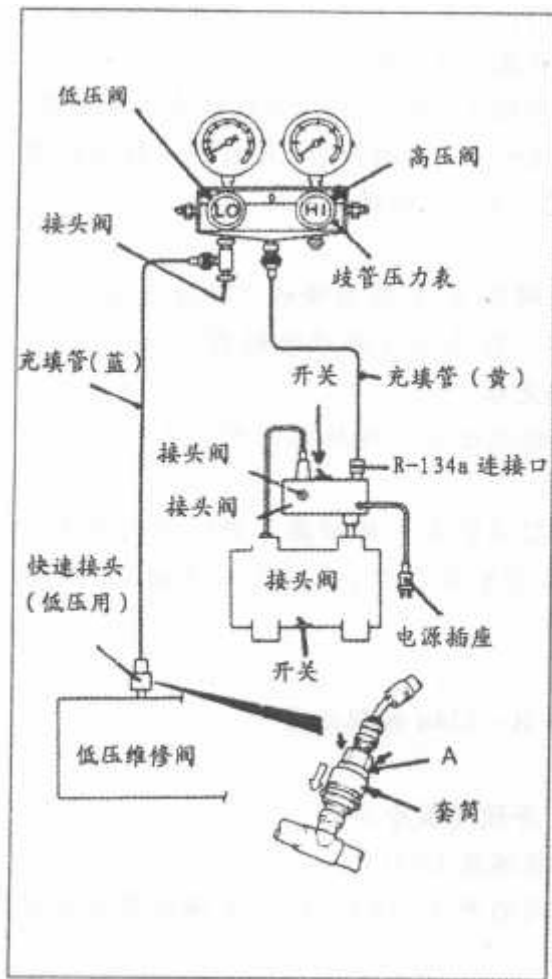 低压阀
高压阀
LO
HI
接头阀
歧管压力表
充填管(蓝)
开关
充填管(黄)
接头阀
R-134a 连接口
接头阀
快速接头
(低压用)
接头阀
电源插座
开关
低压维修阀
A
套筒